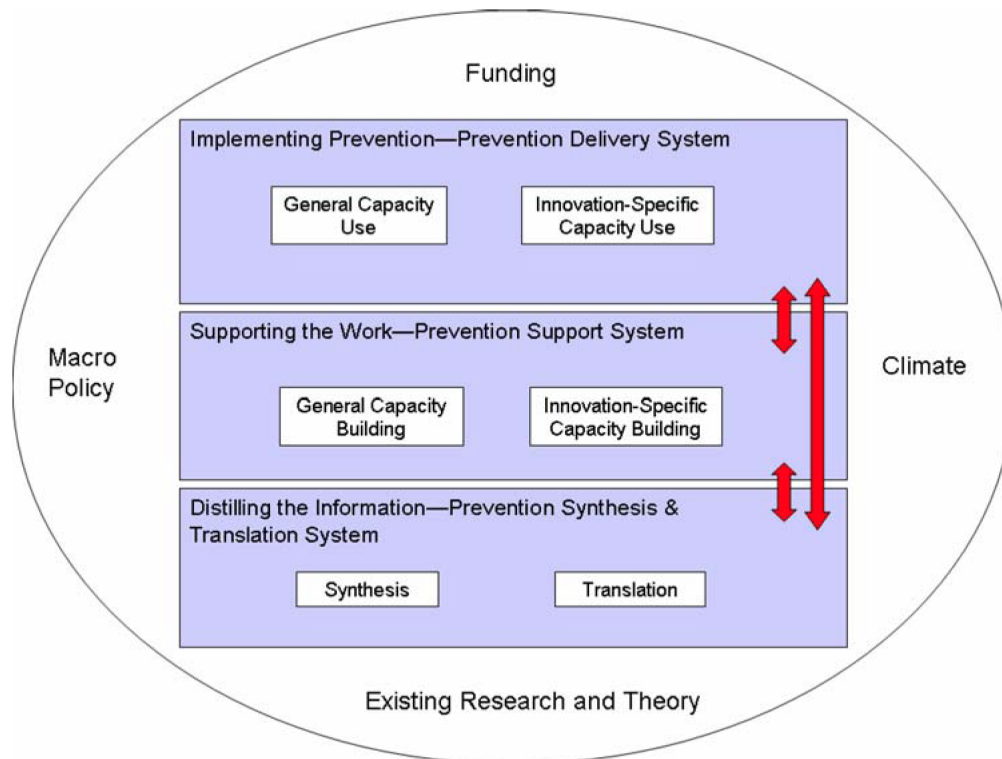 Funding
Implementing Prevention—Prevention Delivery System
General Capacity
Use
Innovation-Specific
Capacity Use
Supporting the Work—Prevention Support System
Macro
Policy
Climate
General Capacity
Building
Innovation-Specific
Capacity Building
Distilling the Information—Prevention Synthesis &
Translation System
Synthesis
Translation
Existing Research and Theory